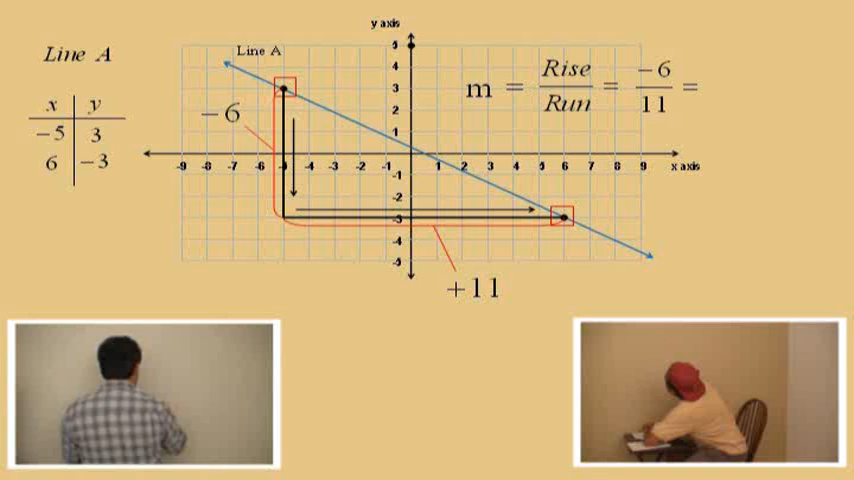 Line A
x y
−5 3
6 −3
y axis
Line A
m = Rise/Run = −6/11 =
−6
5
4
3
2
1
-1
-2
-3
-4
-5
-9 -8 -7 -6 -4 -3 -2 -1 1 2 3 4 5 6 7 8 9 x axis
+11